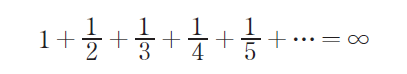 1 + 1/2 + 1/3 + 1/4 + 1/5 + ··· = ∞